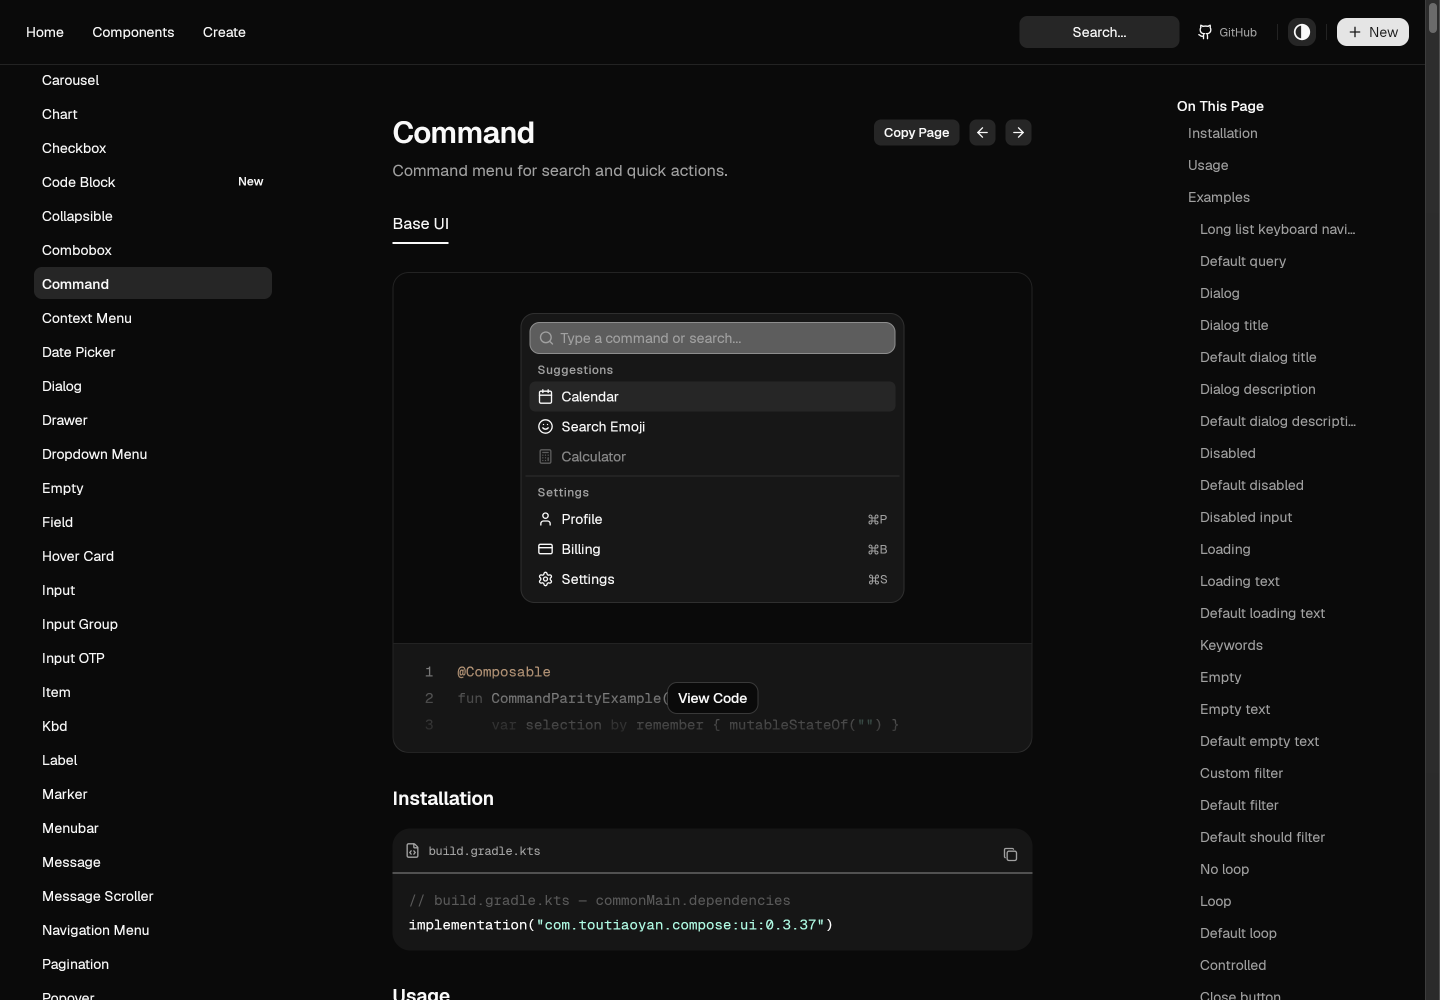 Home
Components
Create
Search...
GitHub
New
Carousel
Chart
Checkbox
Code Block
New
Collapsible
Combobox
Command
Context Menu
Date Picker
Dialog
Drawer
Dropdown Menu
Empty
Field
Hover Card
Input
Input Group
Input OTP
Item
Kbd
Label
Marker
Menubar
Message
Message Scroller
Navigation Menu
Pagination
Popover
Command
Copy Page
Command menu for search and quick actions.
Base UI
Type a command or search...
Suggestions
Calendar
Search Emoji
Calculator
Settings
Profile ⌘P
Billing ⌘B
Settings ⌘S
1 @Composable
2 fun CommandParityExample(
View Code
3 var selection by remember { mutableStateOf("") }
Installation
build.gradle.kts
// build.gradle.kts — commonMain.dependencies
implementation("com.toutiaoyan.compose:ui:0.3.37")
Usage
On This Page
Installation
Usage
Examples
Long list keyboard navi...
Default query
Dialog
Dialog title
Default dialog title
Dialog description
Default dialog descripti...
Disabled
Default disabled
Disabled input
Loading
Loading text
Default loading text
Keywords
Empty
Empty text
Default empty text
Custom filter
Default filter
Default should filter
No loop
Loop
Default loop
Controlled
Close button